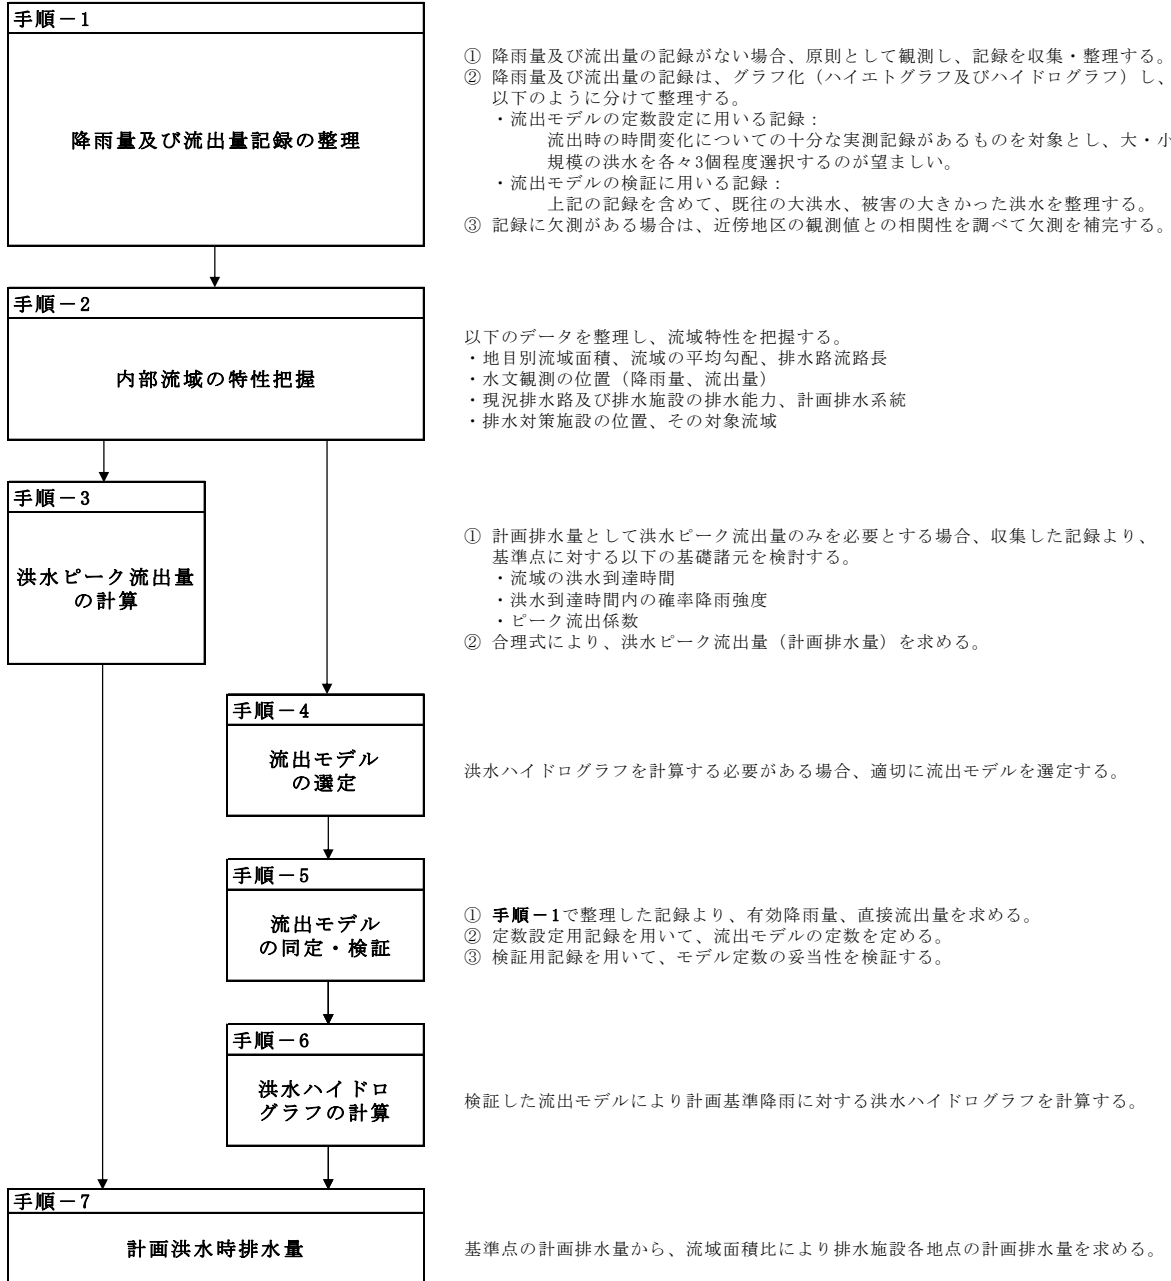 手順－1
降雨量及び流出量記録の整理
① 降雨量及び流出量の記録がない場合、原則として観測し、記録を収集・整理する。
② 降雨量及び流出量の記録は、グラフ化（ハイエトグラフ及びハイドログラフ）し、
以下のように分けて整理する。
・流出モデルの定数設定に用いる記録：
流出時の時間変化についての十分な実測記録があるものを対象とし、大・小
規模の洪水を各々3個程度選択するのが望ましい。
・流出モデルの検証に用いる記録：
上記の記録を含めて、既往の大洪水、被害の大きかった洪水を整理する。
③ 記録に欠測がある場合は、近傍地区の観測値との相関性を調べて欠測を補完する。
手順－2
内部流域の特性把握
以下のデータを整理し、流域特性を把握する。
・地目別流域面積、流域の平均勾配、排水路流路長
・水文観測の位置（降雨量、流出量）
・現況排水路及び排水施設の排水能力、計画排水系統
・排水対策施設の位置、その対象流域
手順－3
洪水ピーク流出量
の計算
① 計画排水量として洪水ピーク流出量のみを必要とする場合、収集した記録より、
基準点に対する以下の基礎諸元を検討する。
・流域の洪水到達時間
・洪水到達時間内の確率降雨強度
・ピーク流出係数
② 合理式により、洪水ピーク流出量（計画排水量）を求める。
手順－4
流出モデル
の選定
洪水ハイドログラフを計算する必要がある場合、適切に流出モデルを選定する。
手順－5
流出モデル
の同定・検証
① 手順－1で整理した記録より、有効降雨量、直接流出量を求める。
② 定数設定用記録を用いて、流出モデルの定数を定める。
③ 検証用記録を用いて、モデル定数の妥当性を検証する。
手順－6
洪水ハイドロ
グラフの計算
検証した流出モデルにより計画基準降雨に対する洪水ハイドログラフを計算する。
手順－7
計画洪水時排水量
基準点の計画排水量から、流域面積比により排水施設各地点の計画排水量を求める。